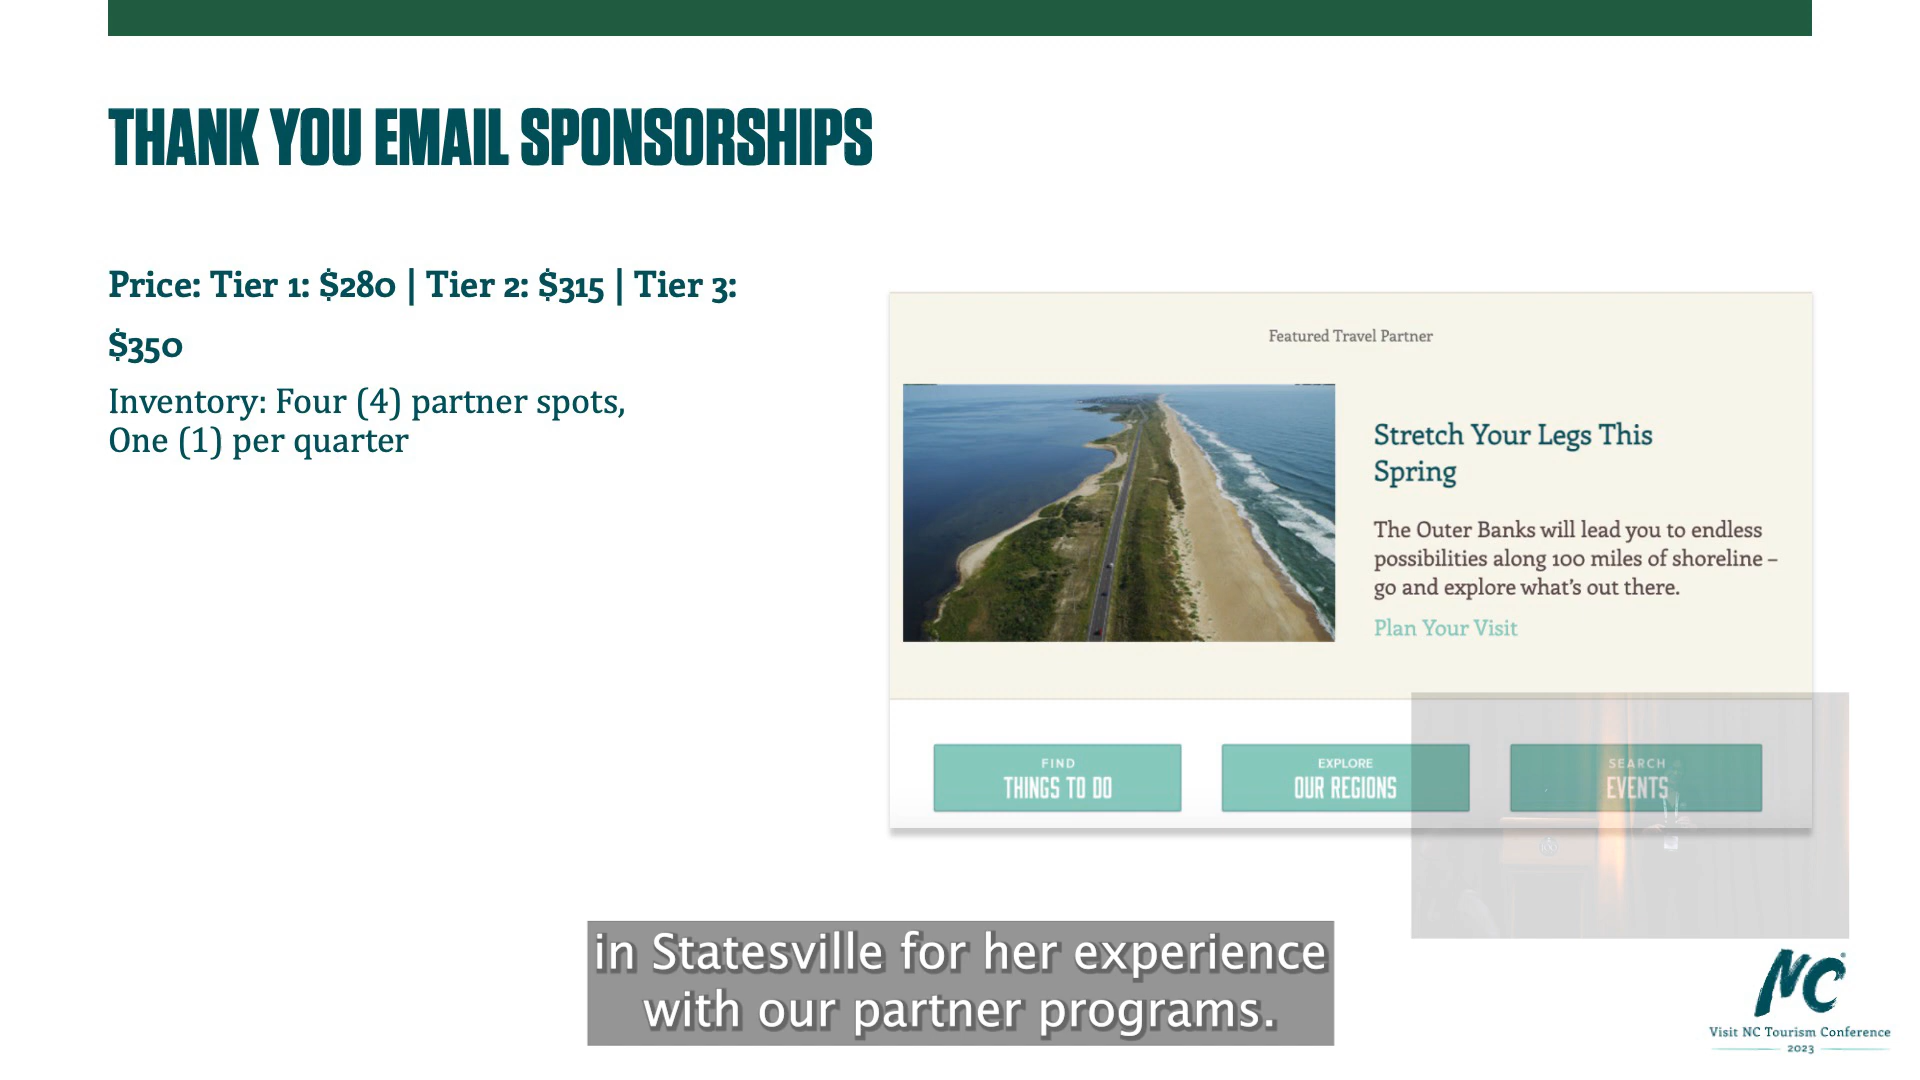 THANK YOU EMAIL SPONSORSHIPS
Price: Tier 1: $280 | Tier 2: $315 | Tier 3:
$350
Inventory: Four (4) partner spots,
One (1) per quarter
Featured Travel Partner
Stretch Your Legs This
Spring
The Outer Banks will lead you to endless
possibilities along 100 miles of shoreline –
go and explore what's out there.
Plan Your Visit
FIND
THINGS TO DO
EXPLORE
OUR REGIONS
SEARCH
EVENTS
in Statesville for her experience
with our partner programs.
NC
Visit NC Tourism Conference
2023